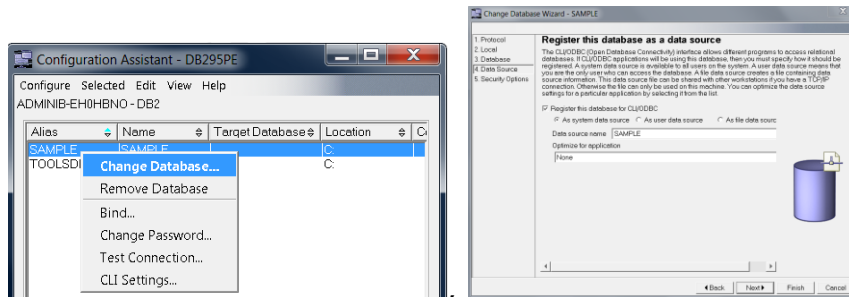 Configuration Assistant - DB295PE
Configure Selected Edit View Help
ADMINIB-EH0HBNO - DB2
Alias Name Target Database Location
SAMPLE SAMPLE C:
TOOLSD C:
Change Database...
Remove Database
Bind...
Change Password...
Test Connection...
CLI Settings...
,
Change Database Wizard - SAMPLE
1. Protocol
2. Local
3. Database
4. Data Source
5. Security Options
Register this database as a data source
The CLI/ODBC (Open Database Connectivity) interface allows different programs to access relational
databases. If CLI/ODBC applications will be using this database, then you must specify how it should be
registered. A system data source is available to all users on the system. A user data source means that
you are the only user who can access the database. A file data source creates a file containing data
source information. This data source file can be shared with other workstations if you have a TCP/IP
connection. Otherwise the file can only be used on this machine. You can optimize the data source
settings for a particular application by selecting it from the list.
Register this database for CLI/ODBC
As system data source As user data source As file data sourc
Data source name SAMPLE
Optimize for application
None
Back Next Finish Cancel